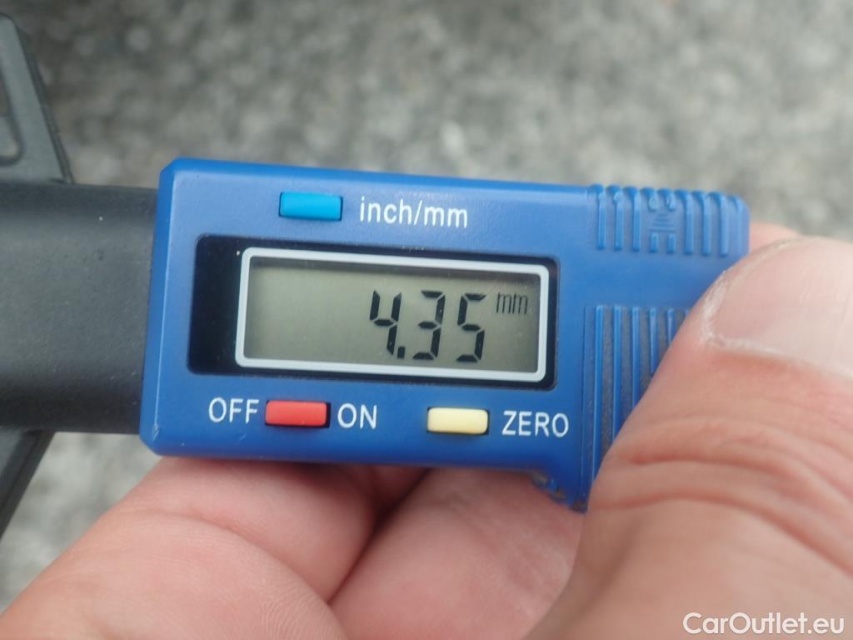 inch/mm
4.35 mm
OFF ON ZERO
CarOutlet.eu